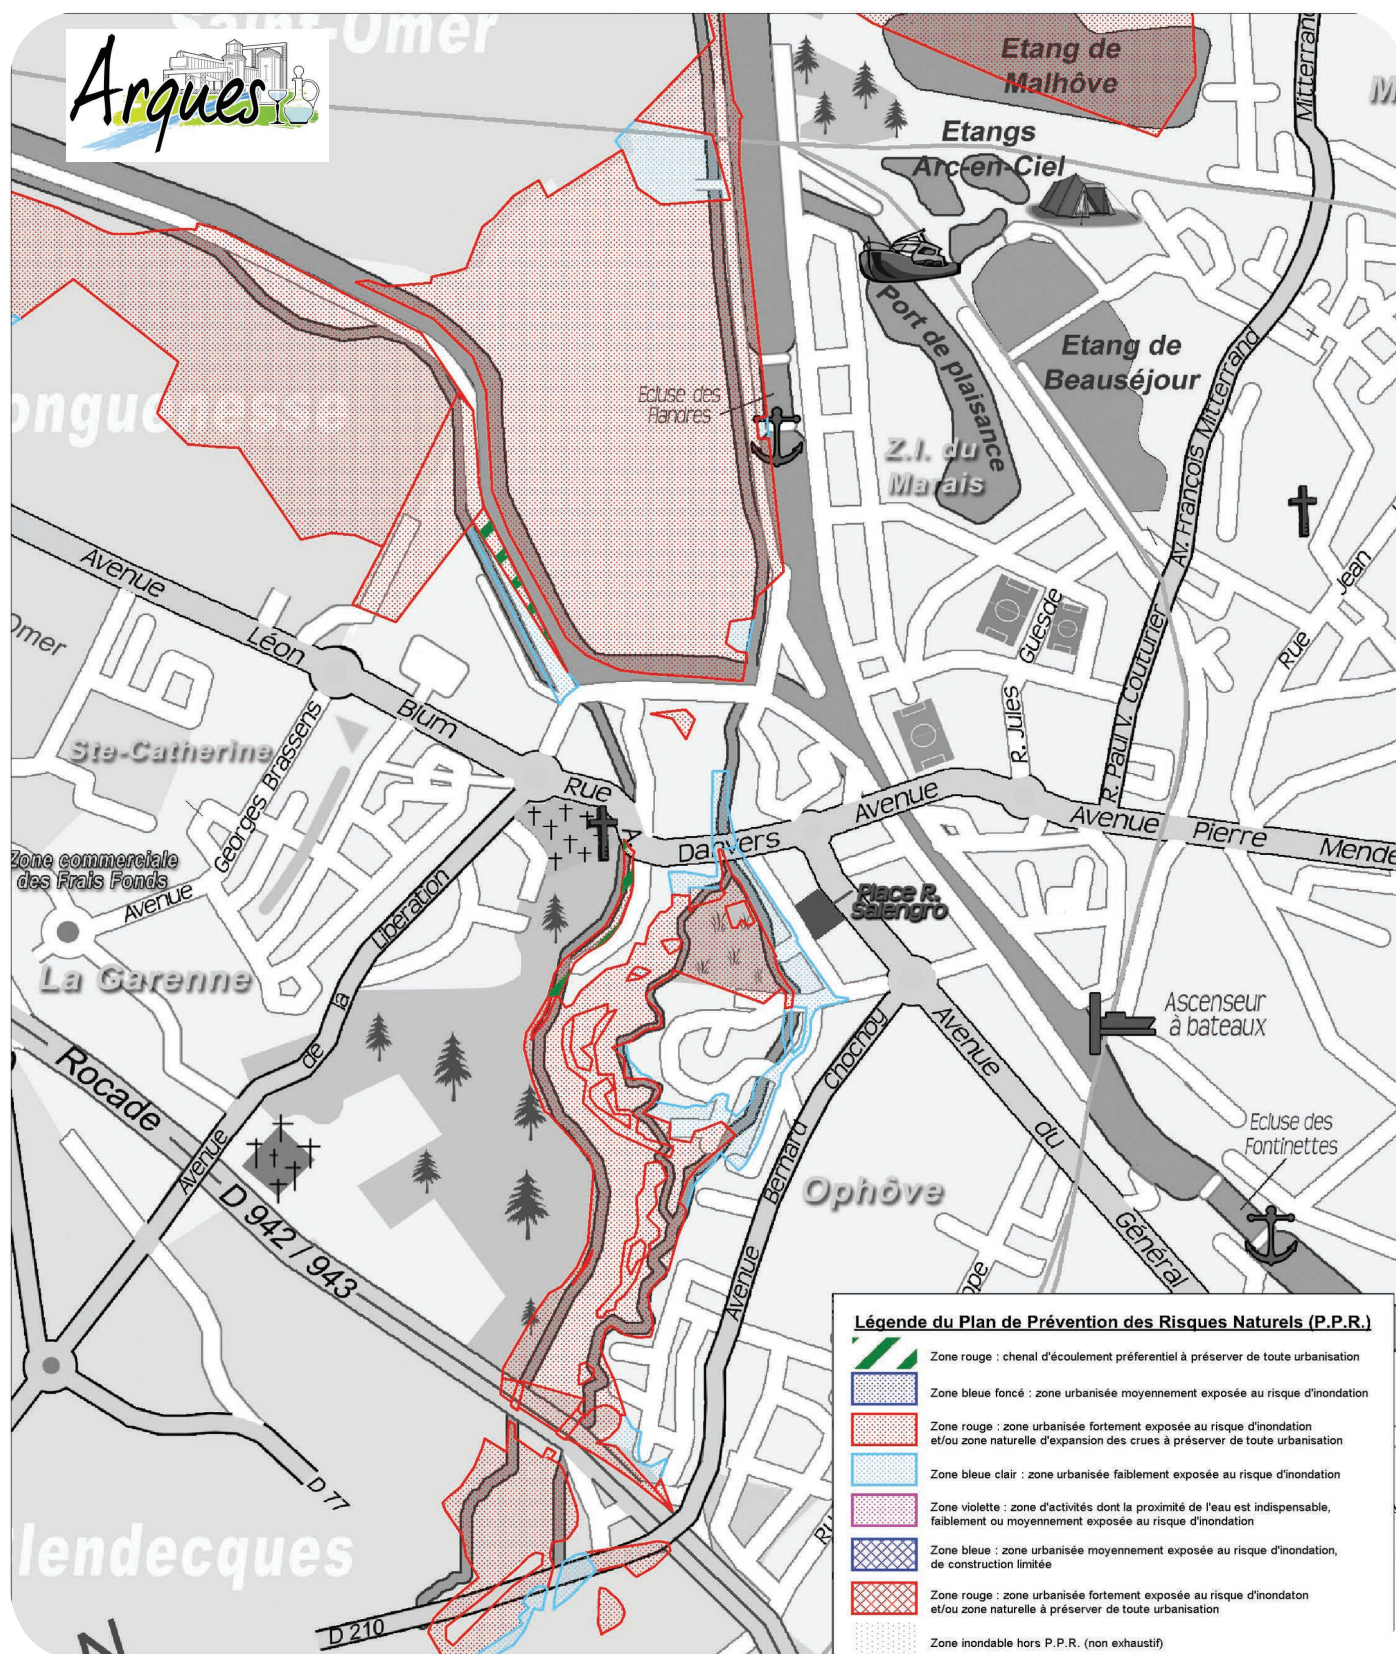 Saint-Omer
Arques
Etang de
Malhôve
Etangs
Arc-en-Ciel
Mitterrand
M
Port de plaisance
Etang de
Beauséjour
Ecluse des
Flandres
Z.I. du
Marais
Av. François Mitterrand
onguenesse
Avenue
Léon
Blum
Omer
Rue
Jean
Guesde
R. Jules
R. Paul V. Couturier
Ste-Catherine
Georges Brassens
Rue
A.
Danvers
Avenue
Avenue
Pierre
Mende
Zone commerciale
des Frais Fonds
Avenue
Place R.
Salengro
La Garenne
Avenue
de
la
Libération
Ascenseur
à bateaux
Rocade
D 942 / 943
Avenue
Bernard
Chochoy
Avenue
du
Général
Ecluse des
Fontinettes
Ophôve
ope
D 77
lendecques
D 210
N
Ru
Légende du Plan de Prévention des Risques Naturels (P.P.R.)
Zone rouge : chenal d'écoulement préferentiel à préserver de toute urbanisation
Zone bleue foncé : zone urbanisée moyennement exposée au risque d'inondation
Zone rouge : zone urbanisée fortement exposée au risque d'inondation
et/ou zone naturelle d'expansion des crues à préserver de toute urbanisation
Zone bleue clair : zone urbanisée faiblement exposée au risque d'inondation
Zone violette : zone d'activités dont la proximité de l'eau est indispensable,
faiblement ou moyennement exposée au risque d'inondation
Zone bleue : zone urbanisée moyennement exposée au risque d'inondation,
de construction limitée
Zone rouge : zone urbanisée fortement exposée au risque d'inondaton
et/ou zone naturelle à préserver de toute urbanisation
Zone inondable hors P.P.R. (non exhaustif)